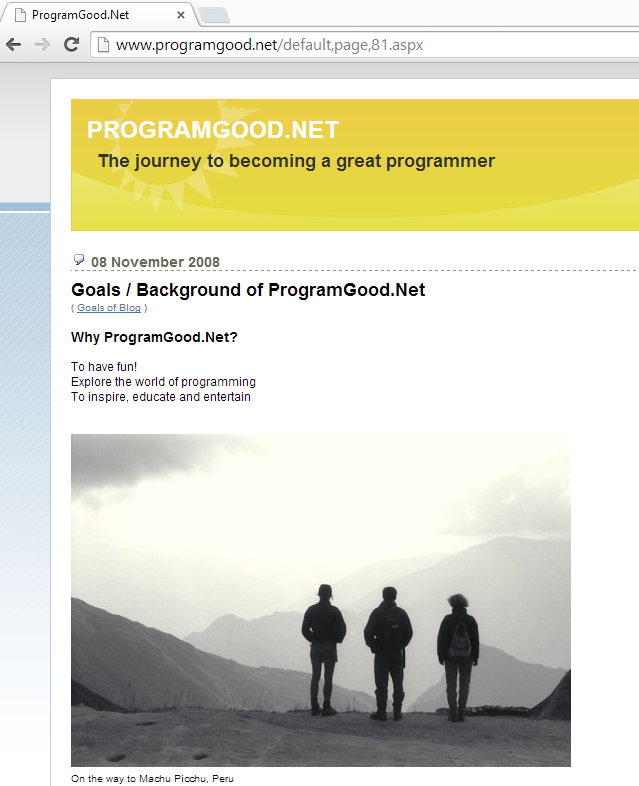 ProgramGood.Net
www.programgood.net/default,page,81.aspx
PROGRAMGOOD.NET
The journey to becoming a great programmer
08 November 2008
Goals / Background of ProgramGood.Net
( Goals of Blog )
Why ProgramGood.Net?
To have fun!
Explore the world of programming
To inspire, educate and entertain
On the way to Machu Picchu, Peru